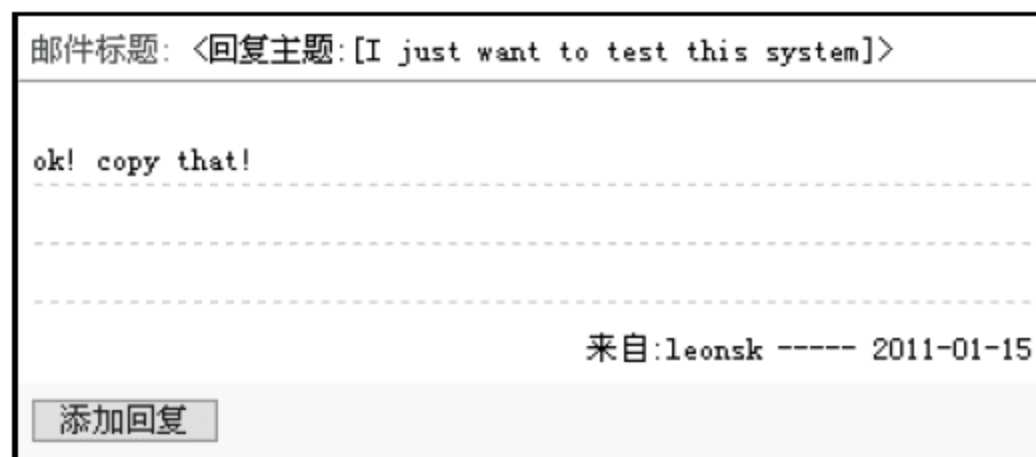 邮件标题: <回复主题:[I just want to test this system]>
ok! copy that!
来自:leonsk ----- 2011-01-15
添加回复